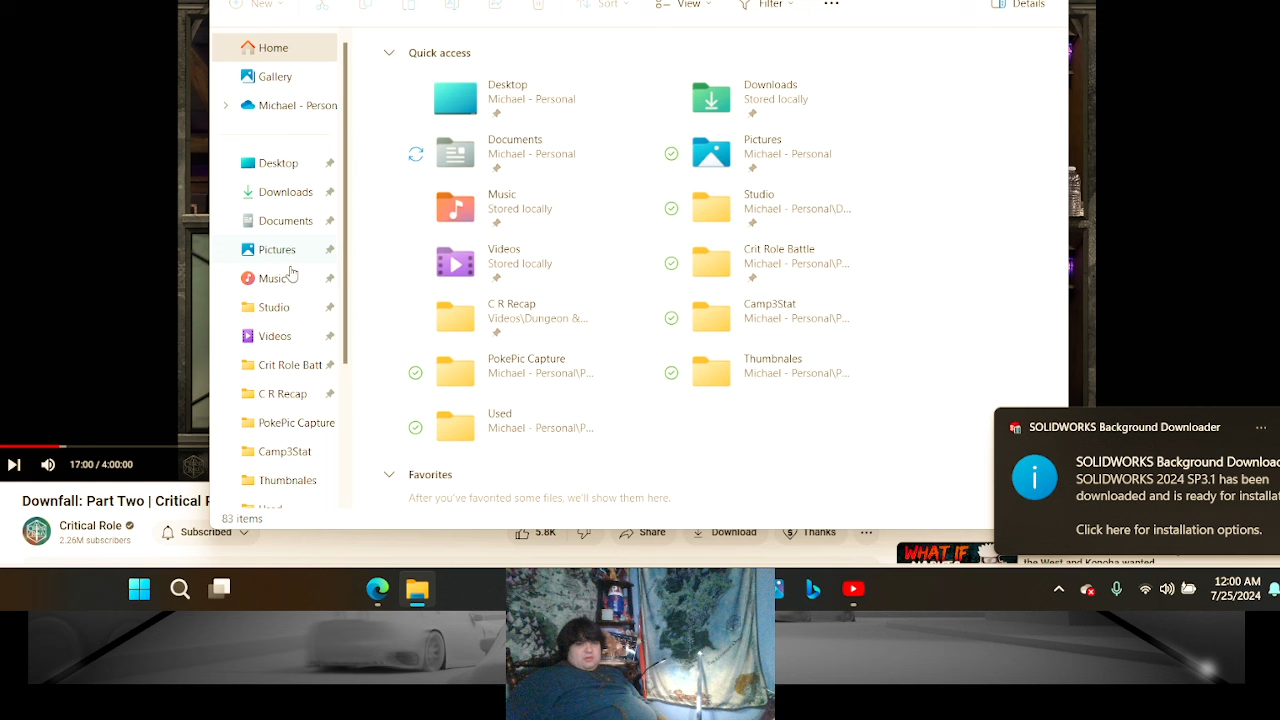 New
Sort
View
Filter
Details
Home
Gallery
Michael - Person
Desktop
Downloads
Documents
Pictures
Music
Studio
Videos
Crit Role Batt
C R Recap
PokePic Capture
Camp3Stat
Thumbnales
Quick access
Desktop
Michael - Personal
Downloads
Stored locally
Documents
Michael - Personal
Pictures
Michael - Personal
Music
Stored locally
Studio
Michael - Personal\D...
Videos
Stored locally
Crit Role Battle
Michael - Personal\P...
C R Recap
Videos\Dungeon &...
Camp3Stat
Michael - Personal\P...
PokePic Capture
Michael - Personal\P...
Thumbnales
Michael - Personal\P...
Used
Michael - Personal\P...
Favorites
After you've favorited some files, we'll show them here.
83 items
SOLIDWORKS Background Downloader
SOLIDWORKS Background Downloac
SOLIDWORKS 2024 SP3.1 has been
downloaded and is ready for installat
Click here for installation options.
17:00 / 4:00:00
Downfall: Part Two | Critical R
Critical Role
2.26M subscribers
Subscribed
5.8K
Share
Download
Thanks
WHAT IF
the West and Konoha wanted
12:00 AM
7/25/2024